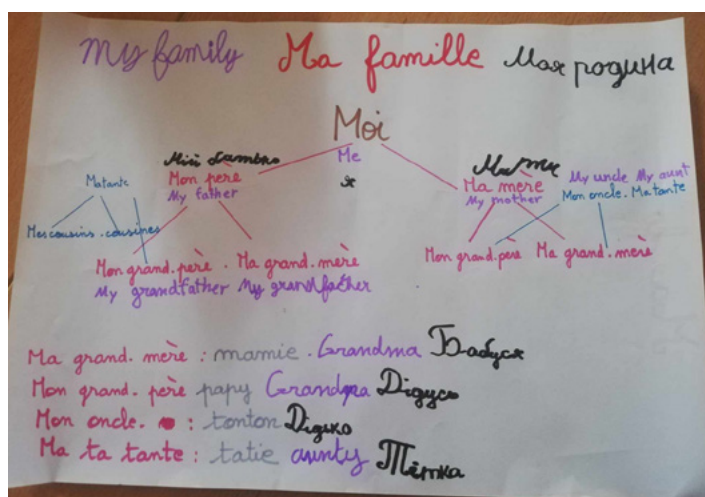 My family Ma famille Моя родина
Moi
Мій батько Me
Mon père я
My father
Ma mère
My mother
My uncle My aunt
Mon oncle. Ma tante
Ma tante
Mes cousins. cousines
Mon grand. père. Ma grand. mère
My grandfather My grandfather
Mon grand. père Ma grand. mère
Ma grand. mère : mamie. Grandma Бабуся
Mon grand. père papy Grandpa Дідусь
Mon oncle. : tonton Дядько
Ma ta tante : tatie aunty Тітка